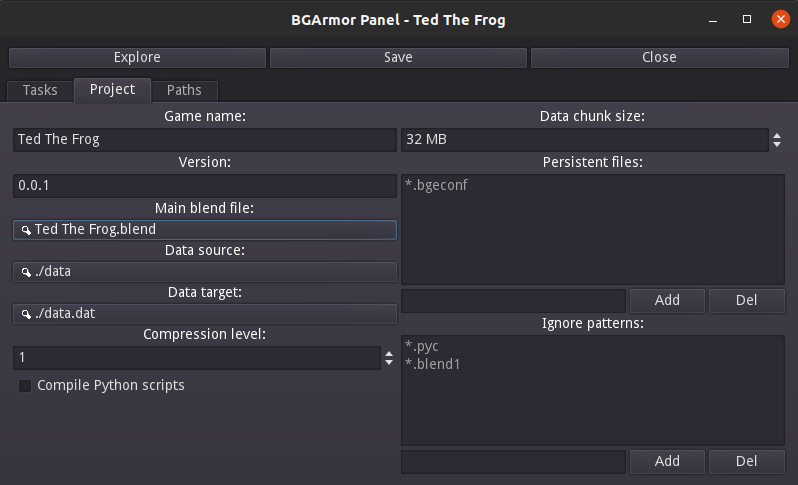 BGArmor Panel - Ted The Frog
Explore
Save
Close
Tasks
Project
Paths
Game name:
Ted The Frog
Version:
0.0.1
Main blend file:
Ted The Frog.blend
Data source:
./data
Data target:
./data.dat
Compression level:
1
Compile Python scripts
Data chunk size:
32 MB
Persistent files:
*.bgeconf
Add
Del
Ignore patterns:
*.pyc
*.blend1
Add
Del